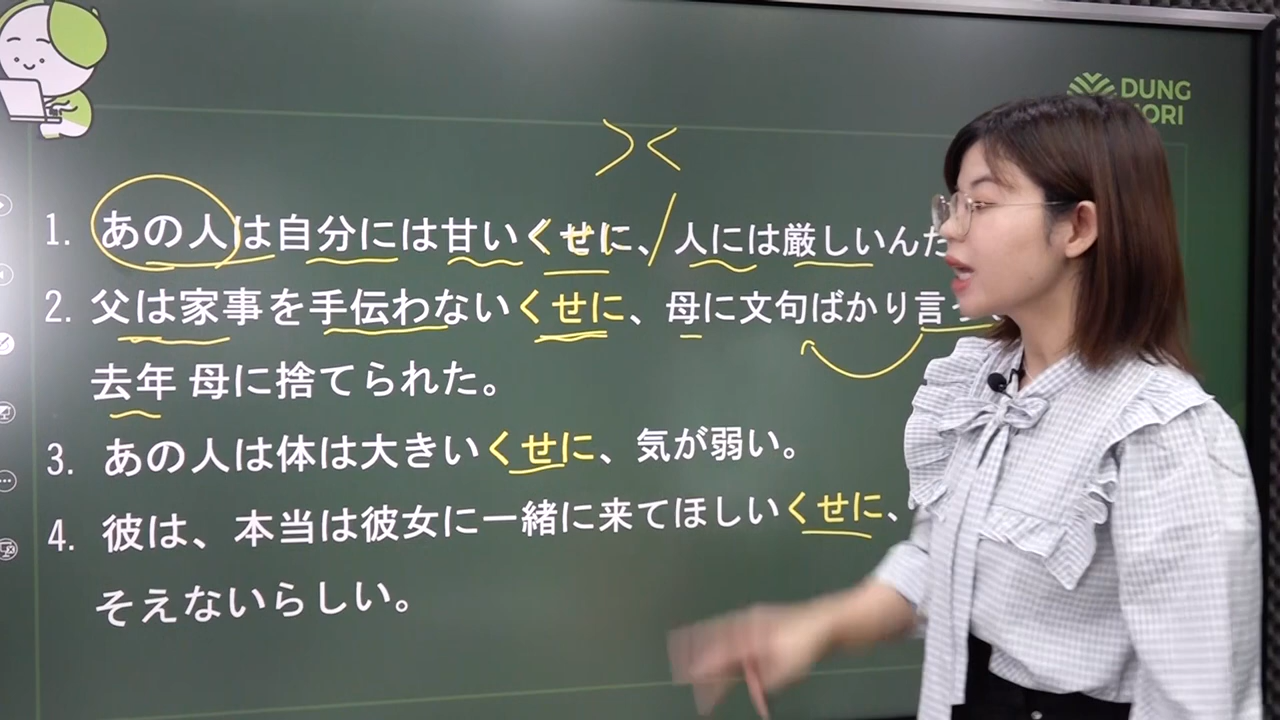 DUNG
ORI
1. あの人は自分には甘いくせに、人には厳しいんだ
2. 父は家事を手伝わないくせに、母に文句ばかり言っ
去年 母に捨てられた。
3. あの人は体は大きいくせに、気が弱い。
4. 彼は、本当は彼女に一緒に来てほしいくせに、
そえないらしい。